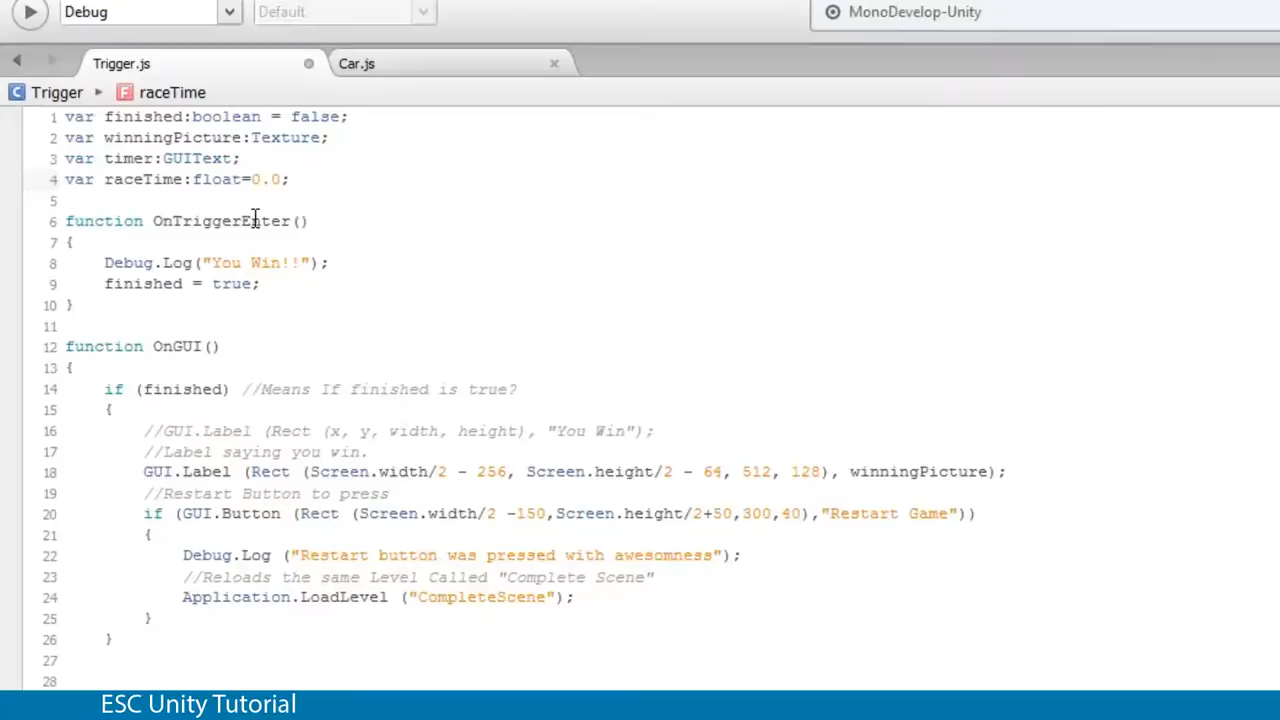 Debug Default MonoDevelop-Unity
Trigger.js Car.js
C Trigger F raceTime
1 var finished:boolean = false;
2 var winningPicture:Texture;
3 var timer:GUIText;
4 var raceTime:float=0.0;
5
6 function OnTriggerEnter()
7 {
8 Debug.Log("You Win!!");
9 finished = true;
10 }
11
12 function OnGUI()
13 {
14 if (finished) //Means If finished is true?
15 {
16 //GUI.Label (Rect (x, y, width, height), "You Win");
17 //Label saying you win.
18 GUI.Label (Rect (Screen.width/2 - 256, Screen.height/2 - 64, 512, 128), winningPicture);
19 //Restart Button to press
20 if (GUI.Button (Rect (Screen.width/2 -150,Screen.height/2+50,300,40),"Restart Game"))
21 {
22 Debug.Log ("Restart button was pressed with awesomness");
23 //Reloads the same Level Called "Complete Scene"
24 Application.LoadLevel ("CompleteScene");
25 }
26 }
27
28
ESC Unity Tutorial